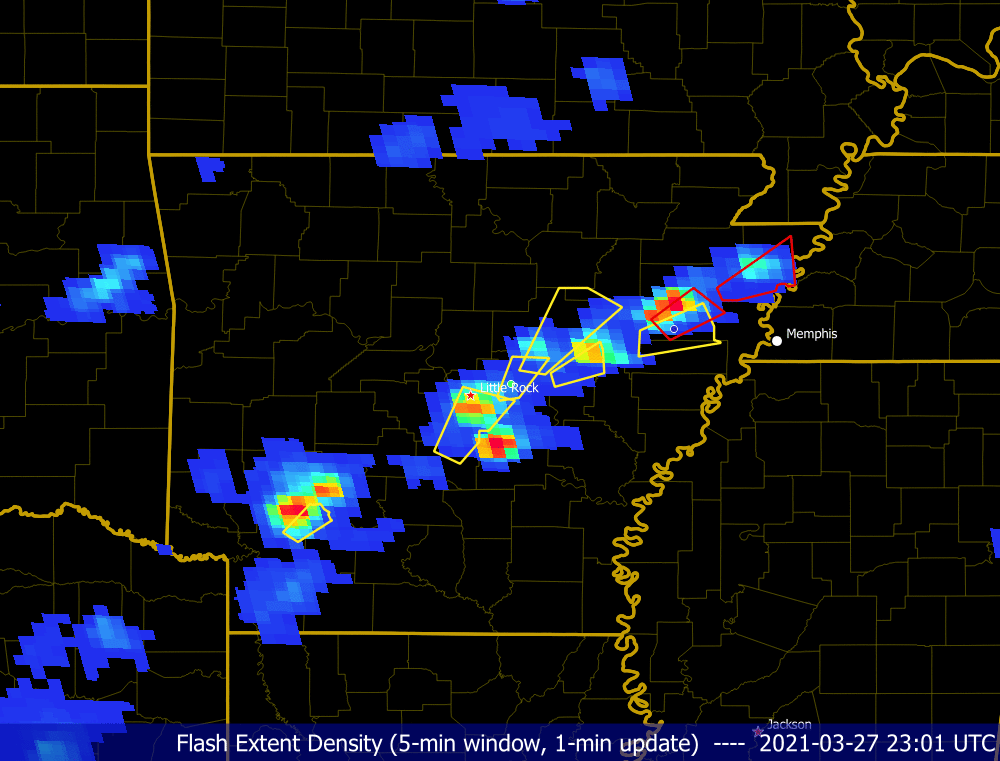 Memphis
Little Rock
Jackson
Flash Extent Density (5-min window, 1-min update) ---- 2021-03-27 23:01 UTC